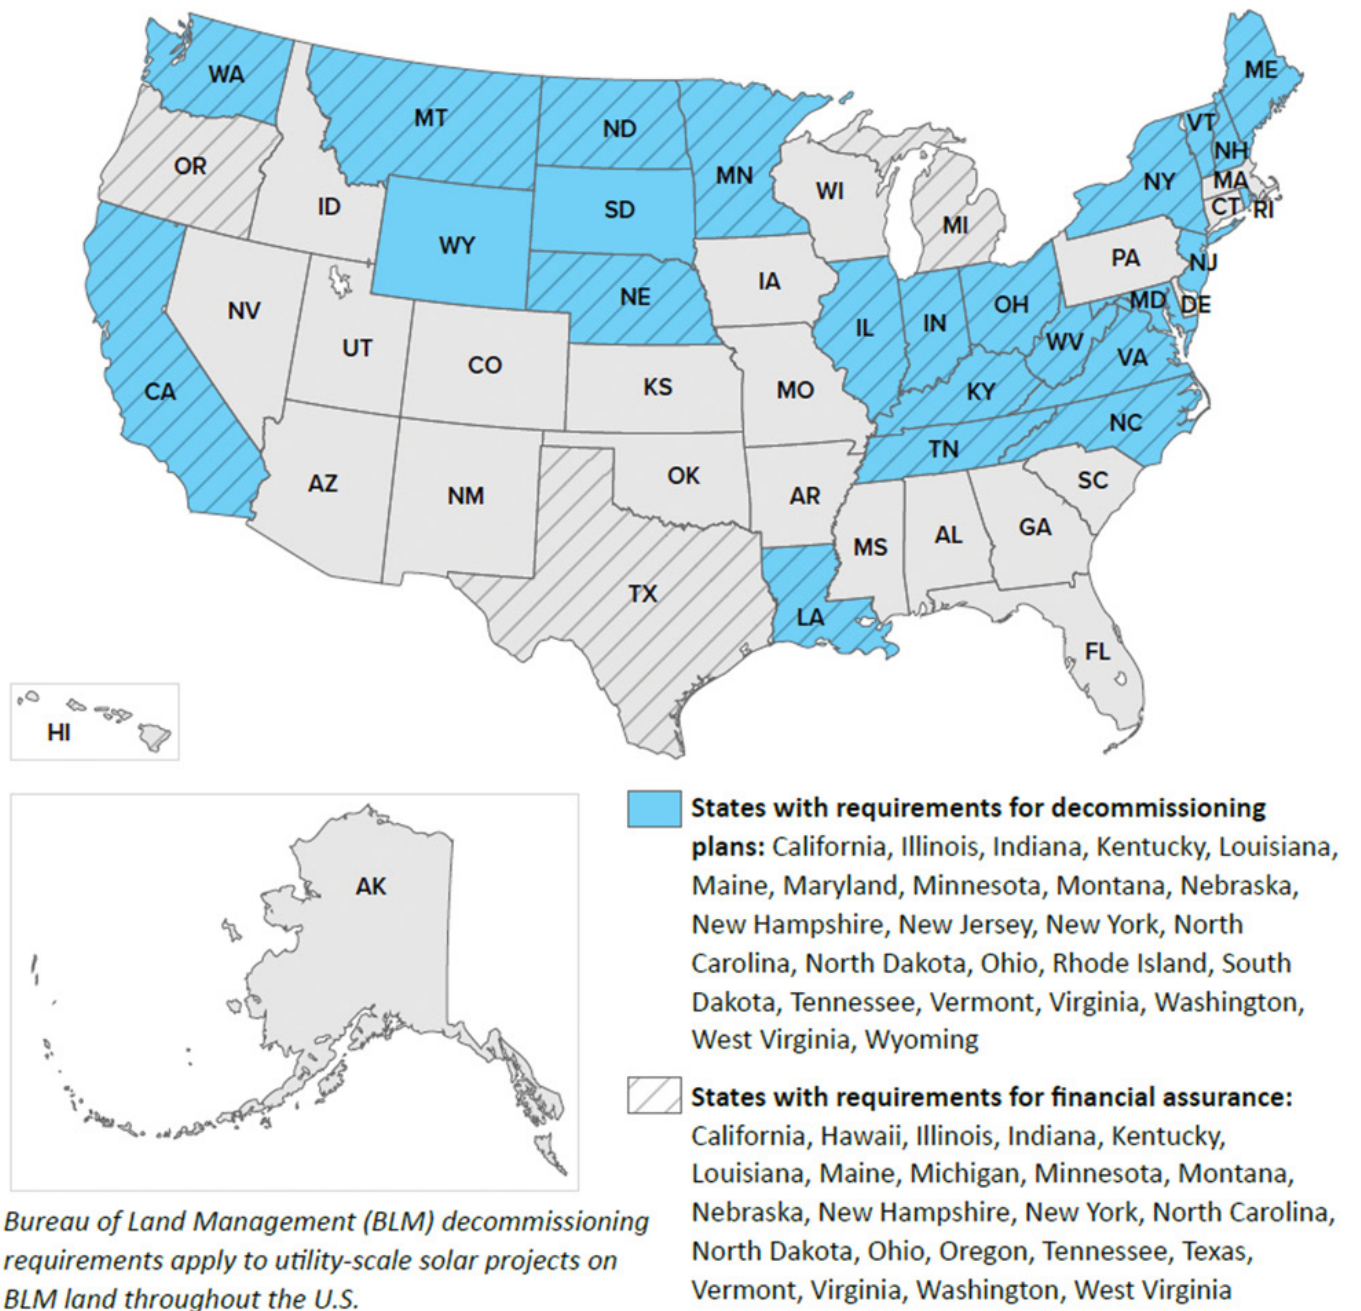 WA
MT
ND
MN
ME
VT
NH
OR
ID
WY
SD
WI
MI
NY
MA
CT
RI
NV
UT
CO
NE
IA
IL
IN
OH
PA
NJ
MD
DE
WV
VA
CA
KS
MO
KY
NC
TN
AZ
NM
OK
AR
SC
MS
AL
GA
TX
LA
FL
HI
AK
States with requirements for decommissioning
plans: California, Illinois, Indiana, Kentucky, Louisiana,
Maine, Maryland, Minnesota, Montana, Nebraska,
New Hampshire, New Jersey, New York, North
Carolina, North Dakota, Ohio, Rhode Island, South
Dakota, Tennessee, Vermont, Virginia, Washington,
West Virginia, Wyoming
States with requirements for financial assurance:
California, Hawaii, Illinois, Indiana, Kentucky,
Louisiana, Maine, Michigan, Minnesota, Montana,
Nebraska, New Hampshire, New York, North Carolina,
North Dakota, Ohio, Oregon, Tennessee, Texas,
Vermont, Virginia, Washington, West Virginia
Bureau of Land Management (BLM) decommissioning
requirements apply to utility-scale solar projects on
BLM land throughout the U.S.